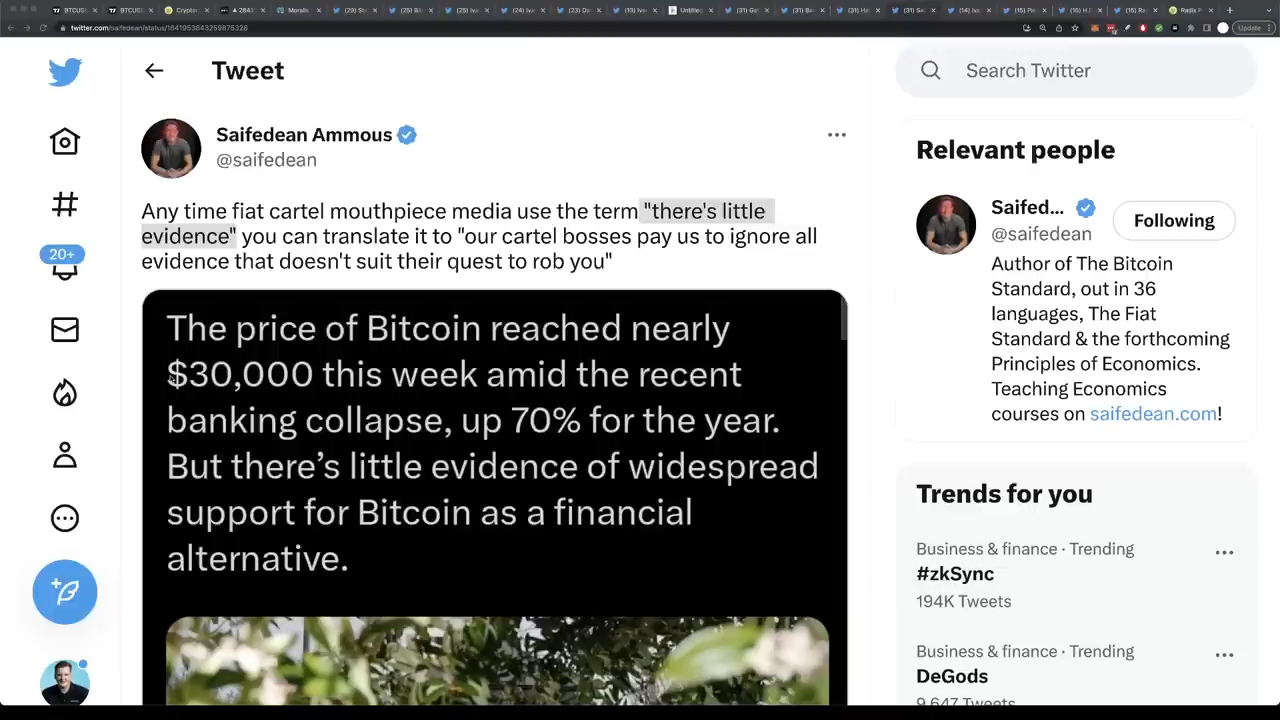 twitter.com/saifedean/status/1641953843259875328
Update
Tweet
Search Twitter
Saifedean Ammous
@saifedean
Any time fiat cartel mouthpiece media use the term "there's little
evidence" you can translate it to "our cartel bosses pay us to ignore all
evidence that doesn't suit their quest to rob you"
The price of Bitcoin reached nearly
$30,000 this week amid the recent
banking collapse, up 70% for the year.
But there’s little evidence of widespread
support for Bitcoin as a financial
alternative.
20+
Relevant people
Saifed...
@saifedean
Following
Author of The Bitcoin
Standard, out in 36
languages, The Fiat
Standard & the forthcoming
Principles of Economics.
Teaching Economics
courses on saifedean.com!
Trends for you
Business & finance · Trending
#zkSync
194K Tweets
Business & finance · Trending
DeGods
9,647 Tweets